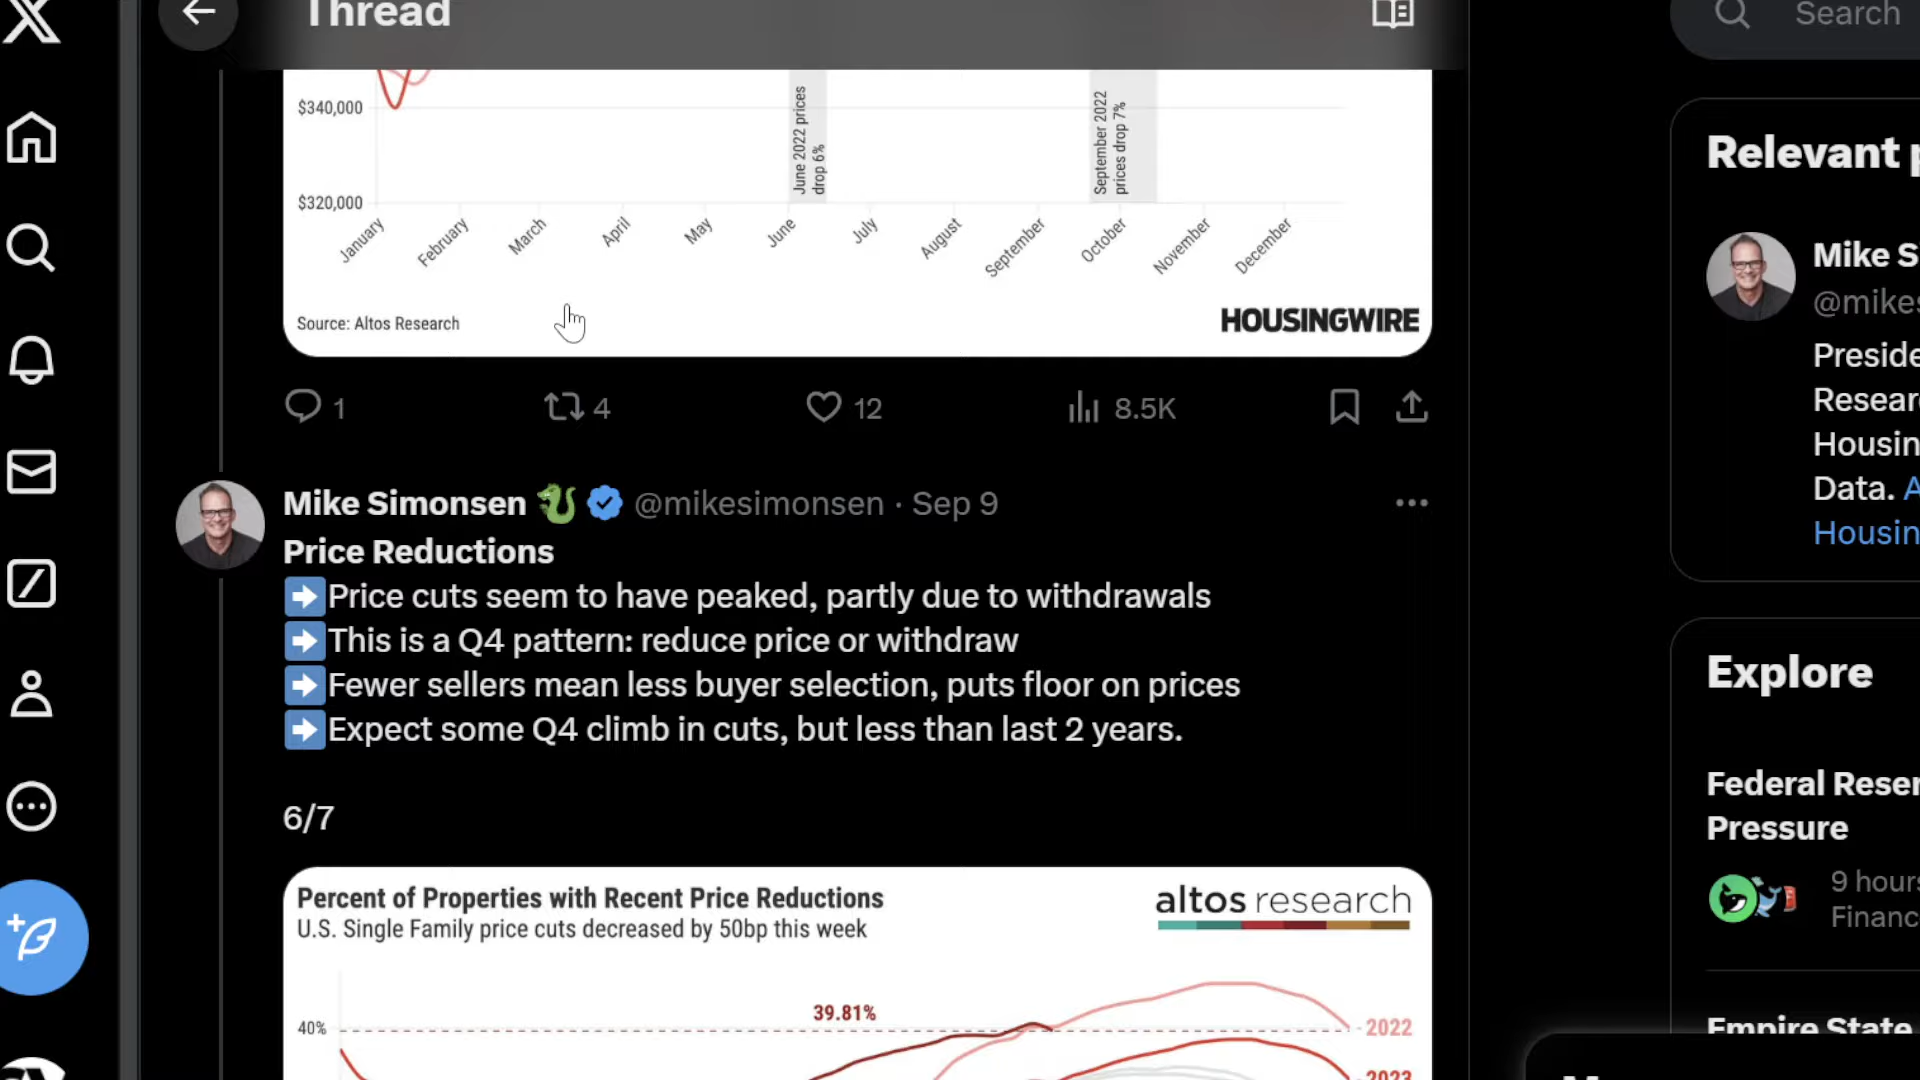 Thread
Search
$340,000
$320,000
June 2022 prices
drop 6%
September 2022
prices drop 7%
January
February
March
April
May
June
July
August
September
October
November
December
Source: Altos Research
HOUSINGWIRE
1
4
12
8.5K
Mike Simonsen @mikesimonsen · Sep 9
Price Reductions
➡Price cuts seem to have peaked, partly due to withdrawals
➡This is a Q4 pattern: reduce price or withdraw
➡Fewer sellers mean less buyer selection, puts floor on prices
➡Expect some Q4 climb in cuts, but less than last 2 years.
6/7
Percent of Properties with Recent Price Reductions
U.S. Single Family price cuts decreased by 50bp this week
altos research
39.81%
40%
2022
2023
Relevant
Mike S
@mikes
Preside
Resear
Housin
Data. A
Housin
Explore
Federal Reser
Pressure
9 hours
Financ
Empire State